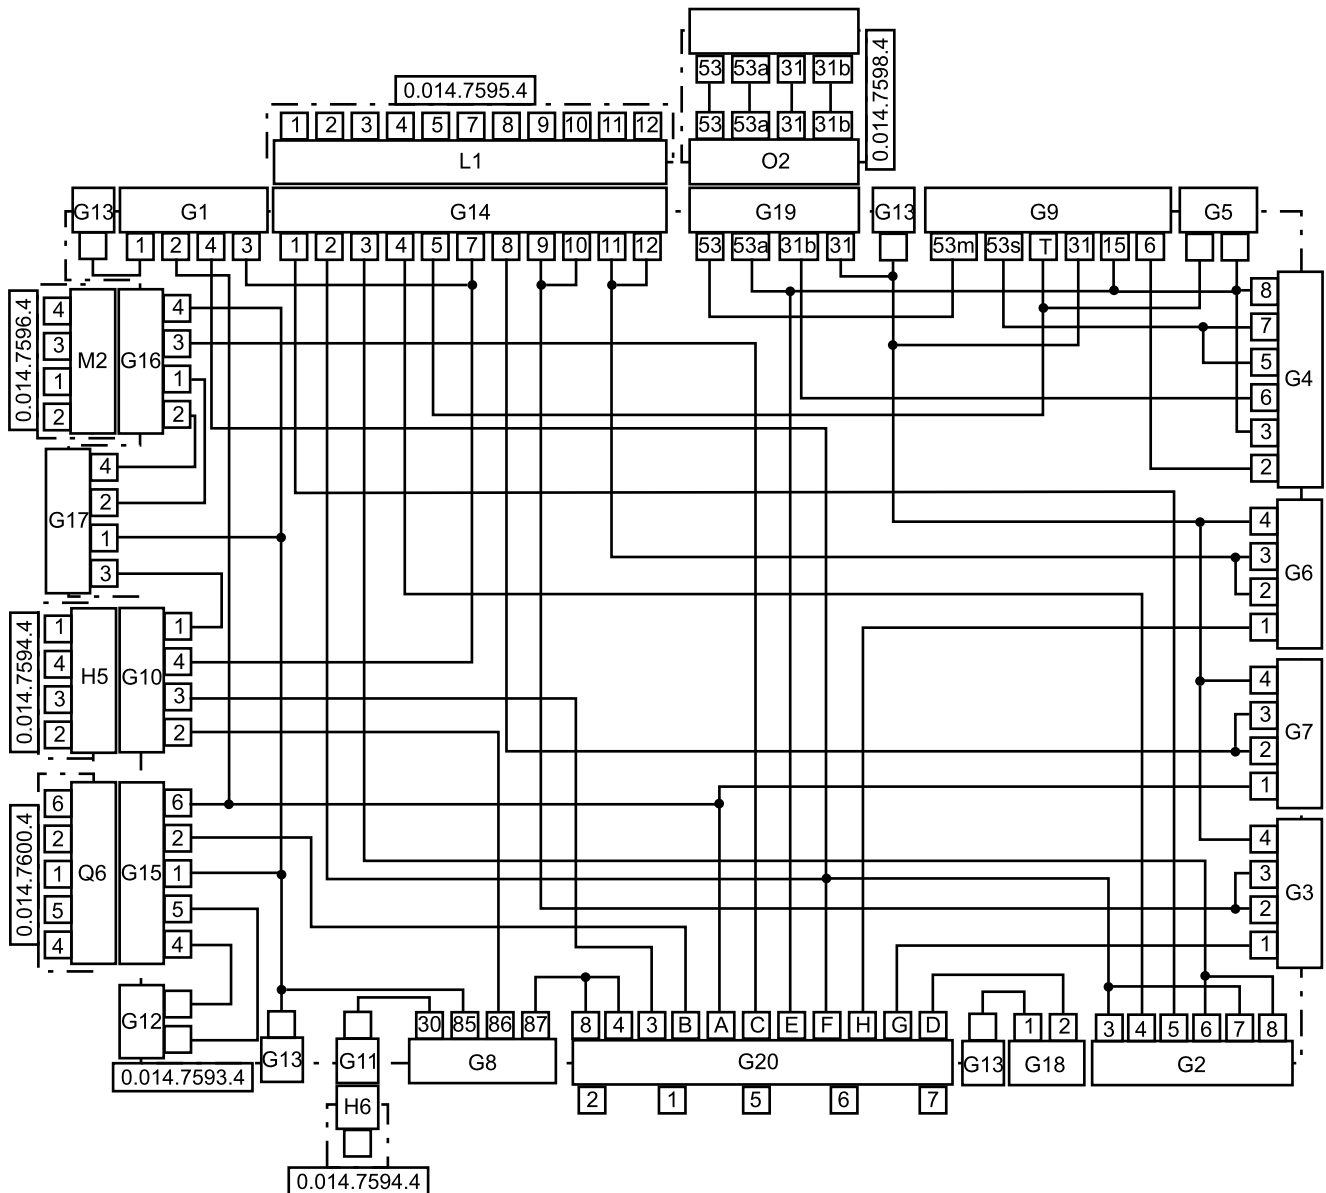 53 53a 31 31b
0.014.7598.4
0.014.7595.4
1 2 3 4 5 7 8 9 10 11 12
53 53a 31 31b
L1
O2
G13 G1 G14 G19 G13 G9 G5
1 2 4 3
1 2 3 4 5 7 8 9 10 11 12
53 53a 31b 31
53m 53s T 31 15 6
0.014.7596.4
4 3 1 2
M2 G16
4 3 1 2
G17
4 2 1 3
0.014.7594.4
1 4 3 2
H5 G10
1 4 3 2
0.014.7600.4
6 2 1 5 4
Q6 G15
6 2 1 5 4
G12
0.014.7593.4
8 7 5 6 3 2
G4
4 3 2 1
G6
4 3 2 1
G7
4 3 2 1
G3
30 85 86 87
8 4 3 B A C E F H G D
1 2
3 4 5 6 7 8
G13 G11 G8 G20 G13 G18 G2
2 1 5 6 7
H6
0.014.7594.4